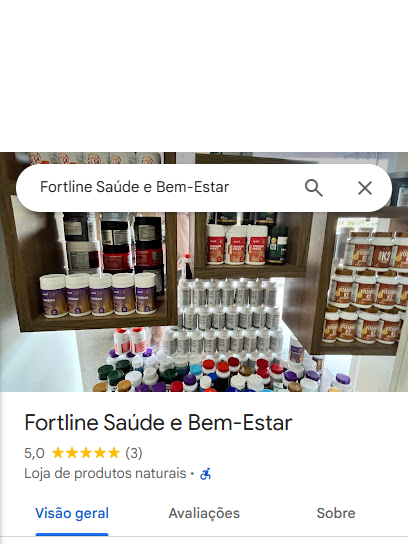 Fortline Saúde e Bem-Estar
Fortline Saúde e Bem-Estar
5,0 (3)
Loja de produtos naturais ·
Visão geral
Avaliações
Sobre